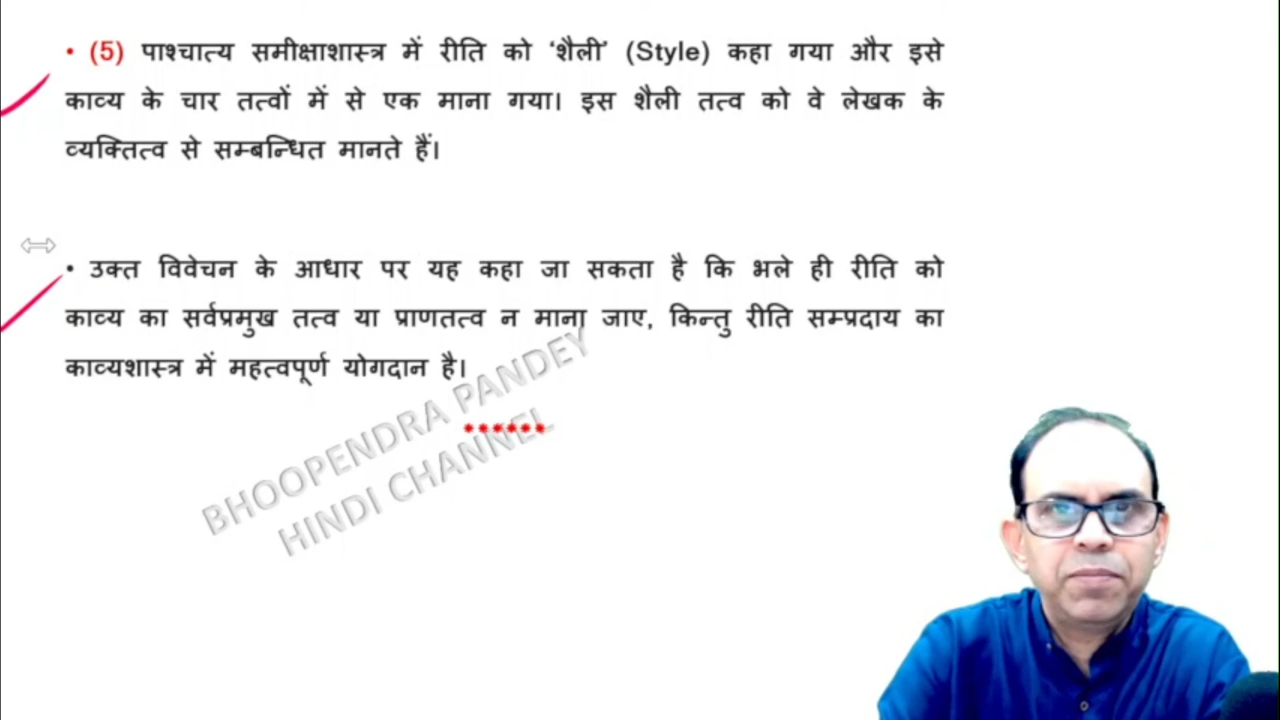 • (5) पाश्चात्य समीक्षाशास्त्र में रीति को ‘शैली’ (Style) कहा गया और इसे
काव्य के चार तत्वों में से एक माना गया। इस शैली तत्व को वे लेखक के
व्यक्तित्व से सम्बन्धित मानते हैं।
• उक्त विवेचन के आधार पर यह कहा जा सकता है कि भले ही रीति को
काव्य का सर्वप्रमुख तत्व या प्राणतत्व न माना जाए, किन्तु रीति सम्प्रदाय का
काव्यशास्त्र में महत्वपूर्ण योगदान है।
******
BHOOPENDRA PANDEY
HINDI CHANNEL